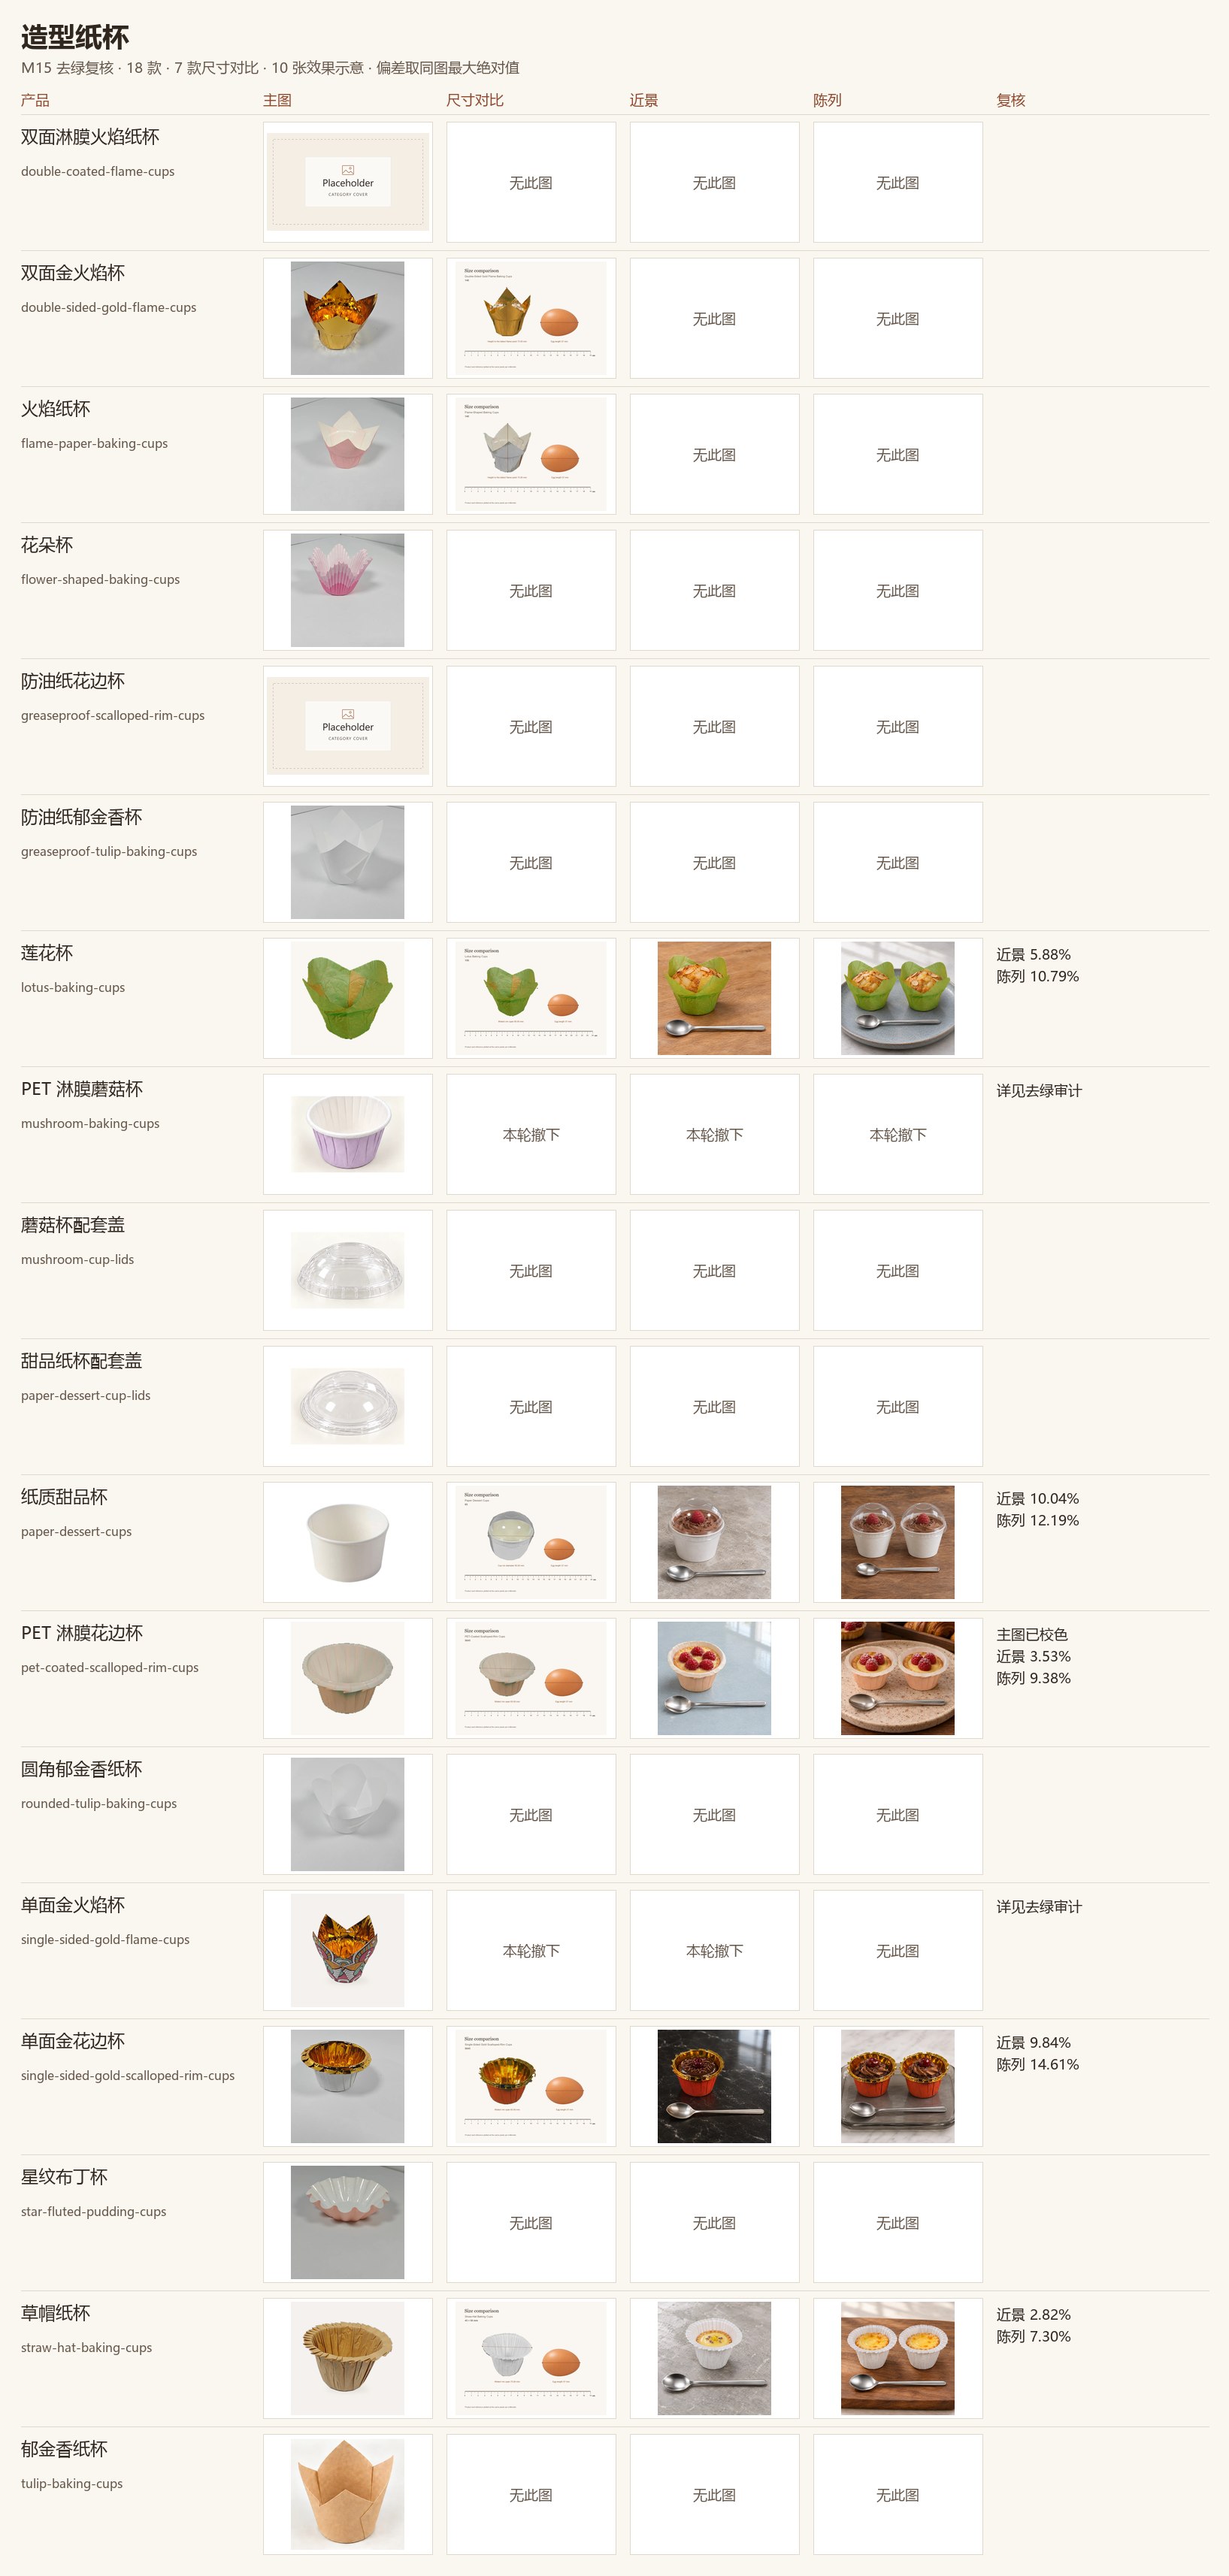 造型纸杯
M15 去绿复核 · 18 款 · 7 款尺寸对比 · 10 张效果示意 · 偏差取同图最大绝对值
产品 主图 尺寸对比 近景 陈列 复核
双面淋膜火焰纸杯
double-coated-flame-cups
Placeholder
CATEGORY COVER
无此图 无此图 无此图
双面金火焰杯
double-sided-gold-flame-cups
Size comparison
无此图 无此图
火焰纸杯
flame-paper-baking-cups
Size comparison
无此图 无此图
花朵杯
flower-shaped-baking-cups
无此图 无此图 无此图
防油纸花边杯
greaseproof-scalloped-rim-cups
Placeholder
CATEGORY COVER
无此图 无此图 无此图
防油纸郁金香杯
greaseproof-tulip-baking-cups
无此图 无此图 无此图
莲花杯
lotus-baking-cups
Size comparison
近景 5.88%
陈列 10.79%
PET 淋膜蘑菇杯
mushroom-baking-cups
本轮撤下 本轮撤下 本轮撤下
详见去绿审计
蘑菇杯配套盖
mushroom-cup-lids
无此图 无此图 无此图
甜品纸杯配套盖
paper-dessert-cup-lids
无此图 无此图 无此图
纸质甜品杯
paper-dessert-cups
Size comparison
近景 10.04%
陈列 12.19%
PET 淋膜花边杯
pet-coated-scalloped-rim-cups
Size comparison
主图已校色
近景 3.53%
陈列 9.38%
圆角郁金香纸杯
rounded-tulip-baking-cups
无此图 无此图 无此图
单面金火焰杯
single-sided-gold-flame-cups
本轮撤下 本轮撤下 无此图
详见去绿审计
单面金花边杯
single-sided-gold-scalloped-rim-cups
Size comparison
近景 9.84%
陈列 14.61%
星纹布丁杯
star-fluted-pudding-cups
无此图 无此图 无此图
草帽纸杯
straw-hat-baking-cups
Size comparison
近景 2.82%
陈列 7.30%
郁金香纸杯
tulip-baking-cups
无此图 无此图 无此图